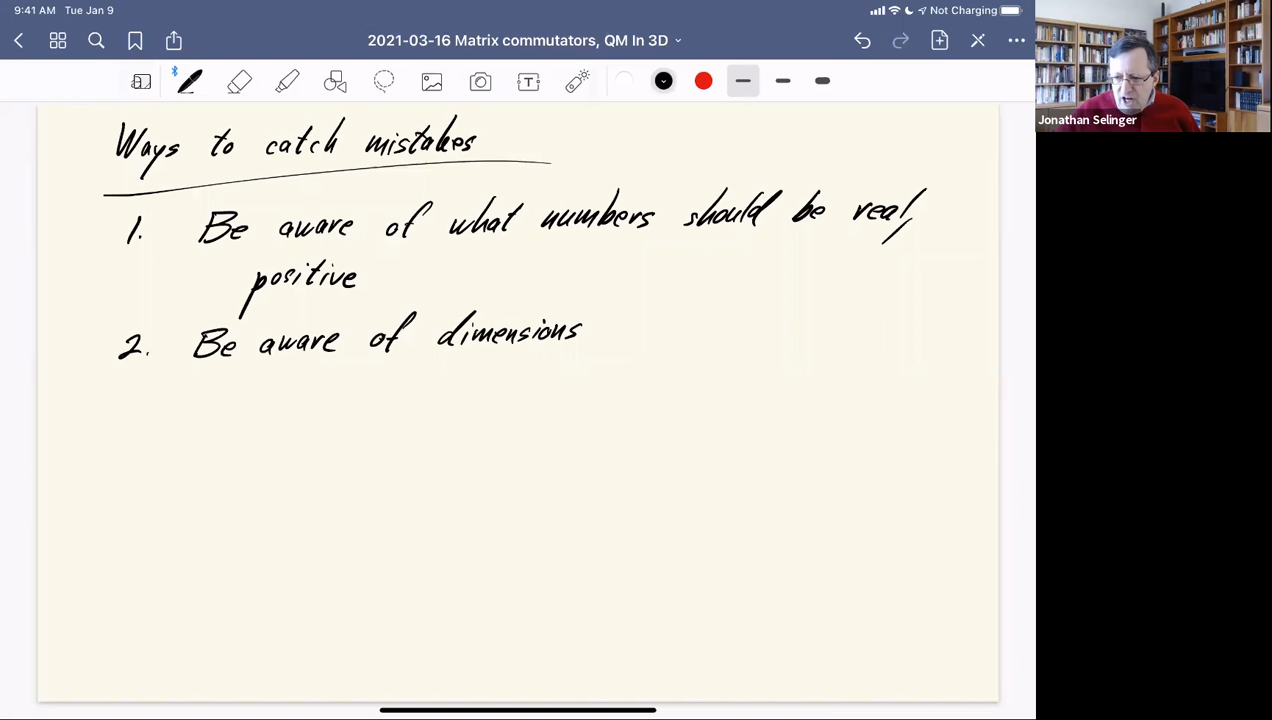 9:41 AM Tue Jan 9
Not Charging
2021-03-16 Matrix commutators, QM In 3D
T
Jonathan Selinger
Ways to catch mistakes
1. Be aware of what numbers should be real,
positive
2. Be aware of dimensions